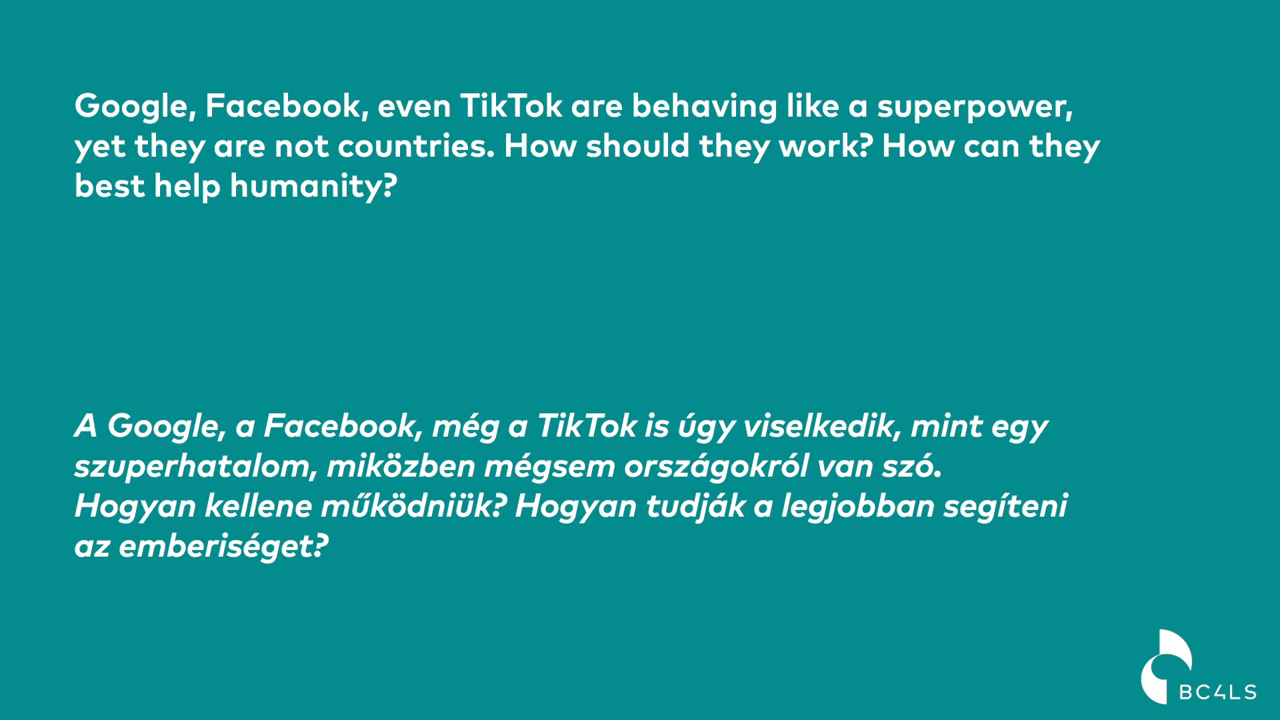 Google, Facebook, even TikTok are behaving like a superpower,
yet they are not countries. How should they work? How can they
best help humanity?
A Google, a Facebook, még a TikTok is úgy viselkedik, mint egy
szuperhatalom, miközben mégsem országokról van szó.
Hogyan kellene működniük? Hogyan tudják a legjobban segíteni
az emberiséget?
BC4LS